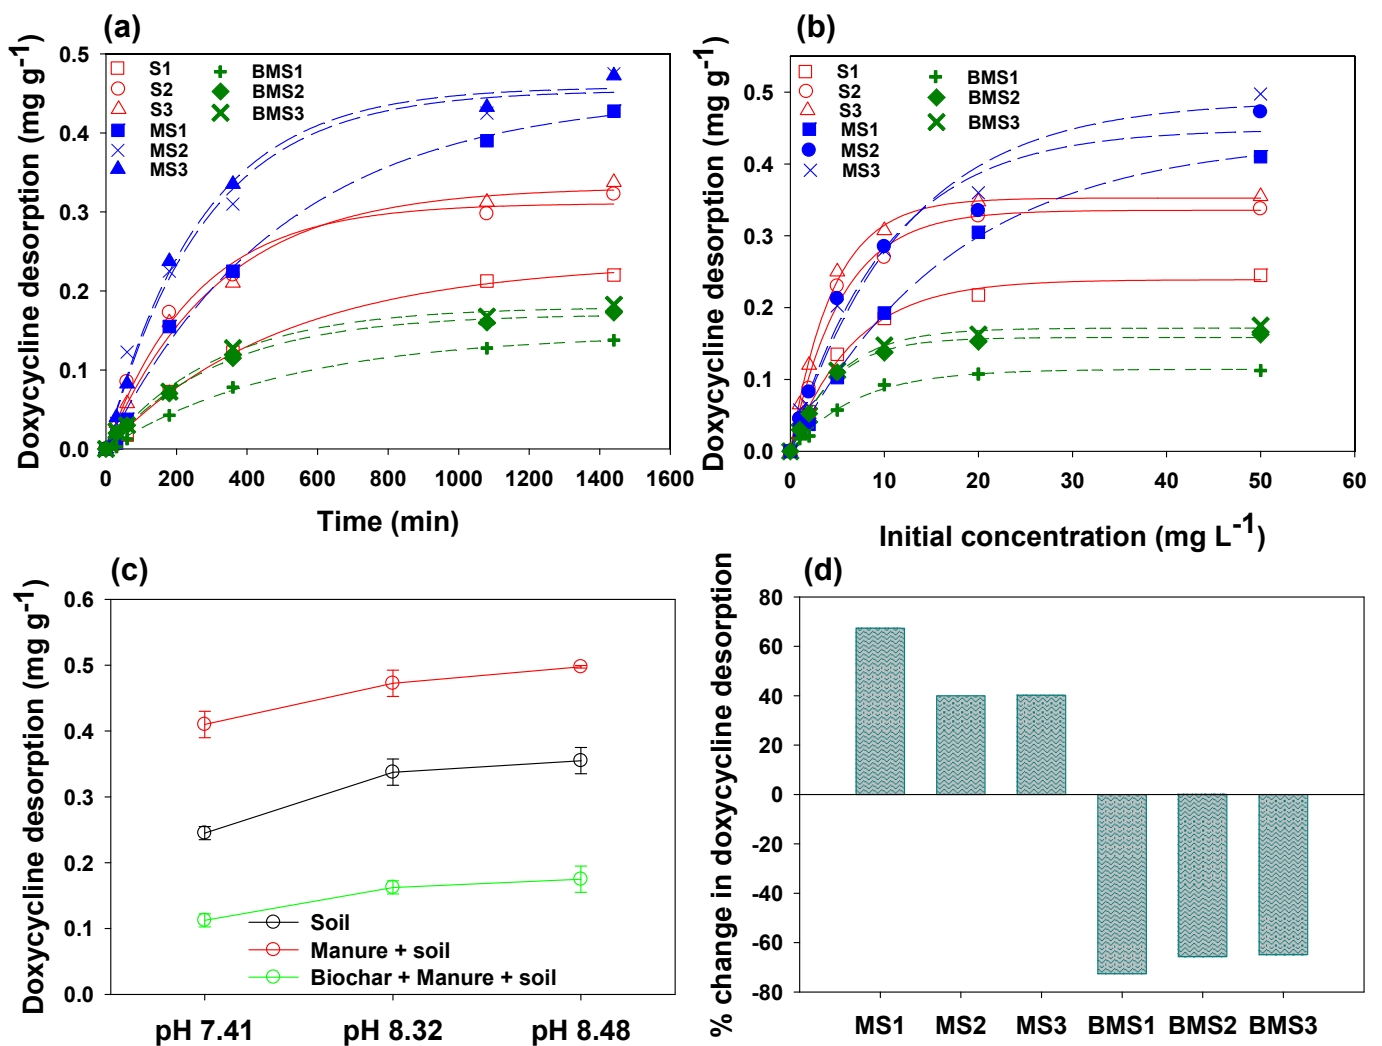 (a)
Doxycycline desorption (mg g-1)
0.5
0.4
0.3
0.2
0.1
0.0
S1
S2
S3
MS1
MS2
MS3
BMS1
BMS2
BMS3
0 200 400 600 800 1000 1200 1400 1600
Time (min)
(b)
Doxycycline desorption (mg g-1)
0.5
0.4
0.3
0.2
0.1
0.0
S1
S2
S3
MS1
MS2
MS3
BMS1
BMS2
BMS3
0 10 20 30 40 50 60
Initial concentration (mg L-1)
(c)
Doxycycline desorption (mg g-1)
0.6
0.5
0.4
0.3
0.2
0.1
0.0
Soil
Manure + soil
Biochar + Manure + soil
pH 7.41 pH 8.32 pH 8.48
(d)
% change in doxycycline desorption
80
60
40
20
0
-20
-40
-60
-80
MS1 MS2 MS3 BMS1 BMS2 BMS3